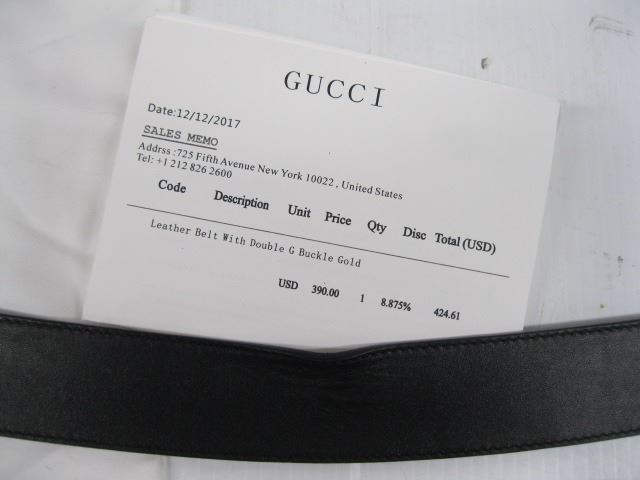 GUCCI
Date:12/12/2017
SALES MEMO
Addrss :725 Fifth Avenue New York 10022 , United States
Tel: +1 212 826 2600
Code Description Unit Price Qty Disc Total (USD)
Leather Belt With Double G Buckle Gold
USD 390.00 1 8.875% 424.61